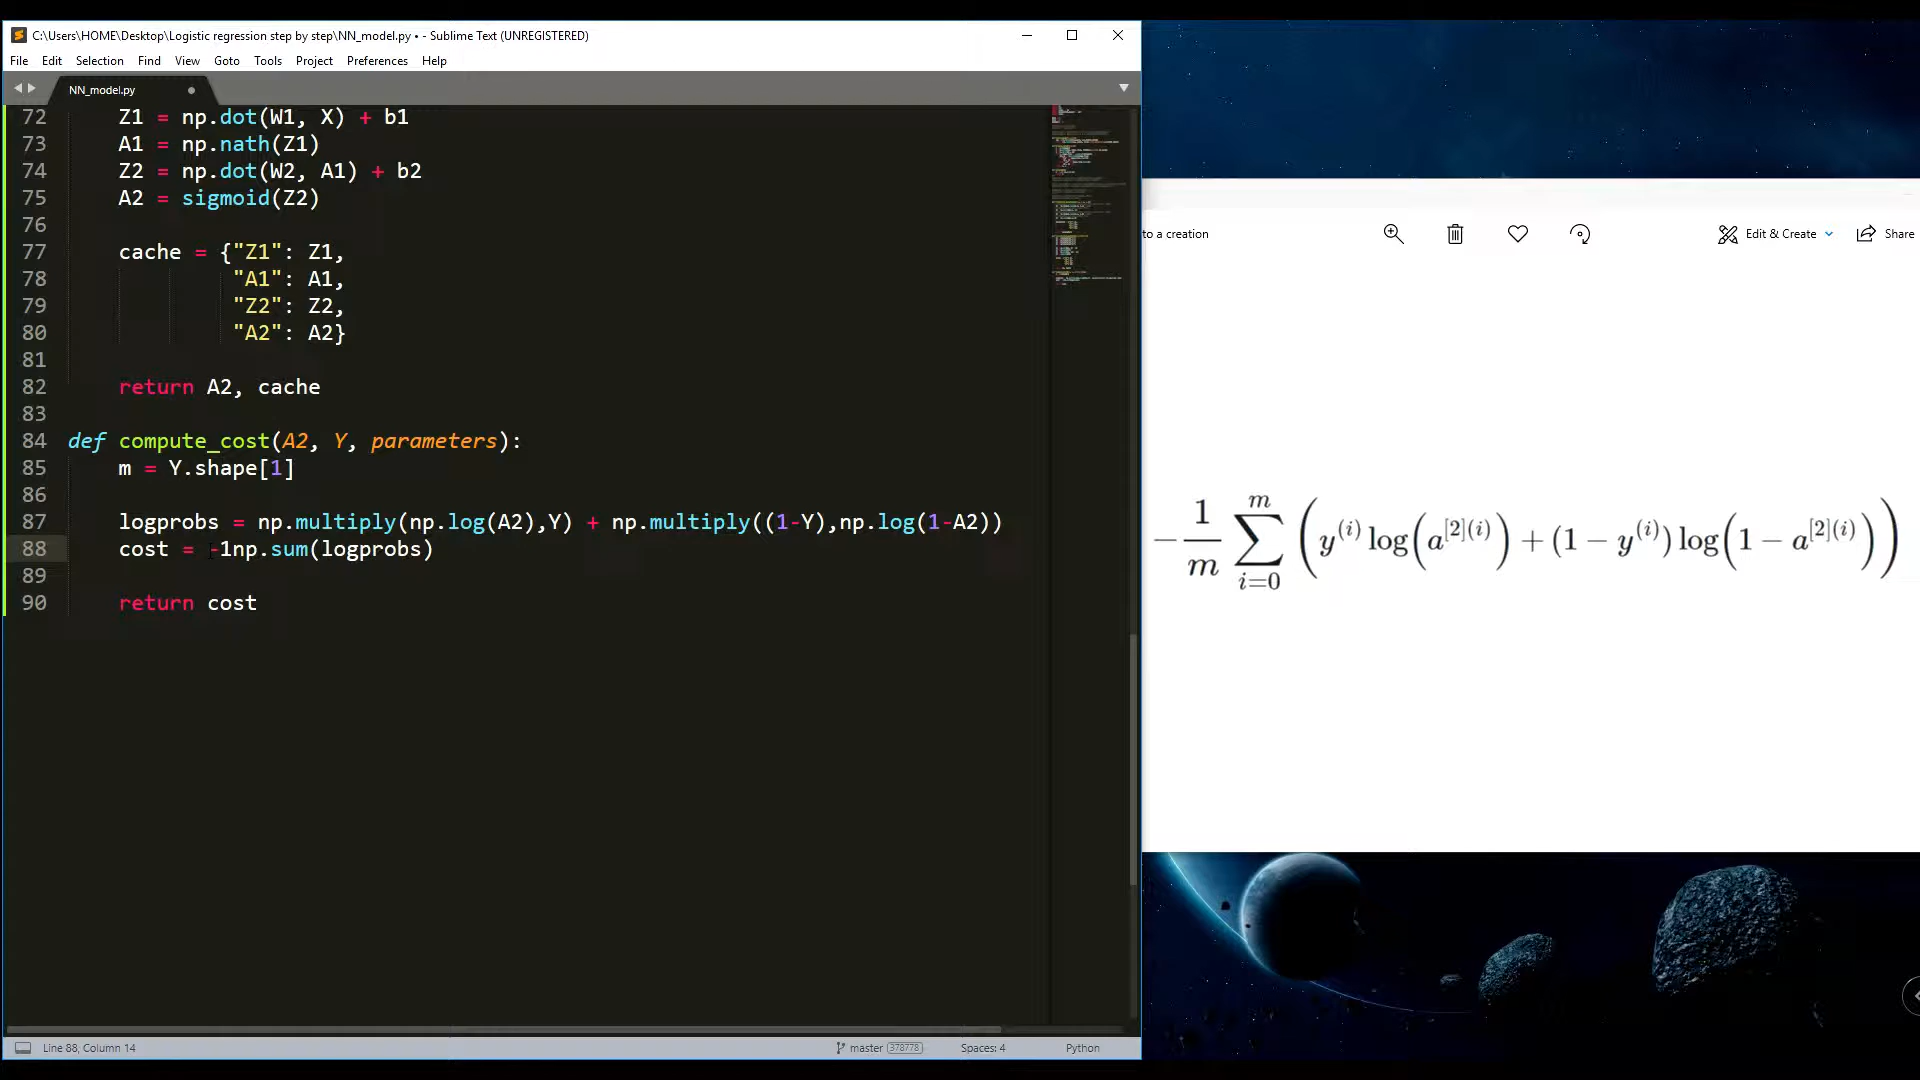 C:\Users\HOME\Desktop\Logistic regression step by step\NN_model.py • - Sublime Text (UNREGISTERED)
File Edit Selection Find View Goto Tools Project Preferences Help
NN_model.py
72 Z1 = np.dot(W1, X) + b1
73 A1 = np.nath(Z1)
74 Z2 = np.dot(W2, A1) + b2
75 A2 = sigmoid(Z2)
76
77 cache = {"Z1": Z1,
78 "A1": A1,
79 "Z2": Z2,
80 "A2": A2}
81
82 return A2, cache
83
84 def compute_cost(A2, Y, parameters):
85 m = Y.shape[1]
86
87 logprobs = np.multiply(np.log(A2),Y) + np.multiply((1-Y),np.log(1-A2))
88 cost = -1np.sum(logprobs)
89
90 return cost
Line 88, Column 14 master 378778 Spaces: 4 Python
to a creation Edit & Create Share
− 1/m ∑ i=0 m ( y^(i) log( a^[2](i) ) + (1 − y^(i)) log( 1 − a^[2](i) ) )